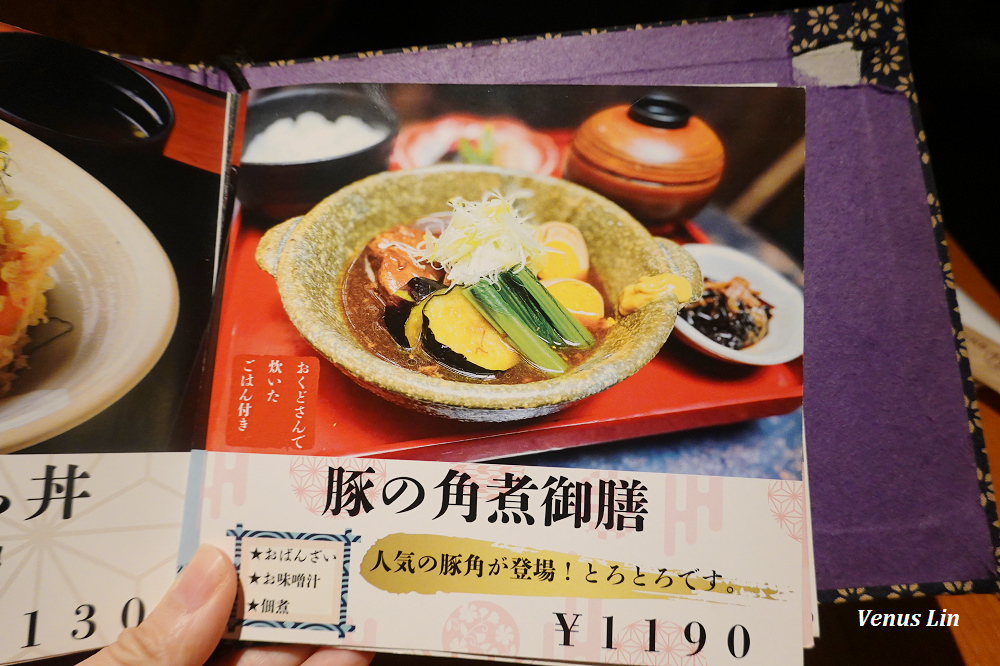 おくどさんで
炊いた
ごはん付き
豚の角煮御膳
★おばんざい
★お味噌汁
★佃煮
人気の豚角が登場！とろとろです。
¥1190
丼
130
Venus Lin